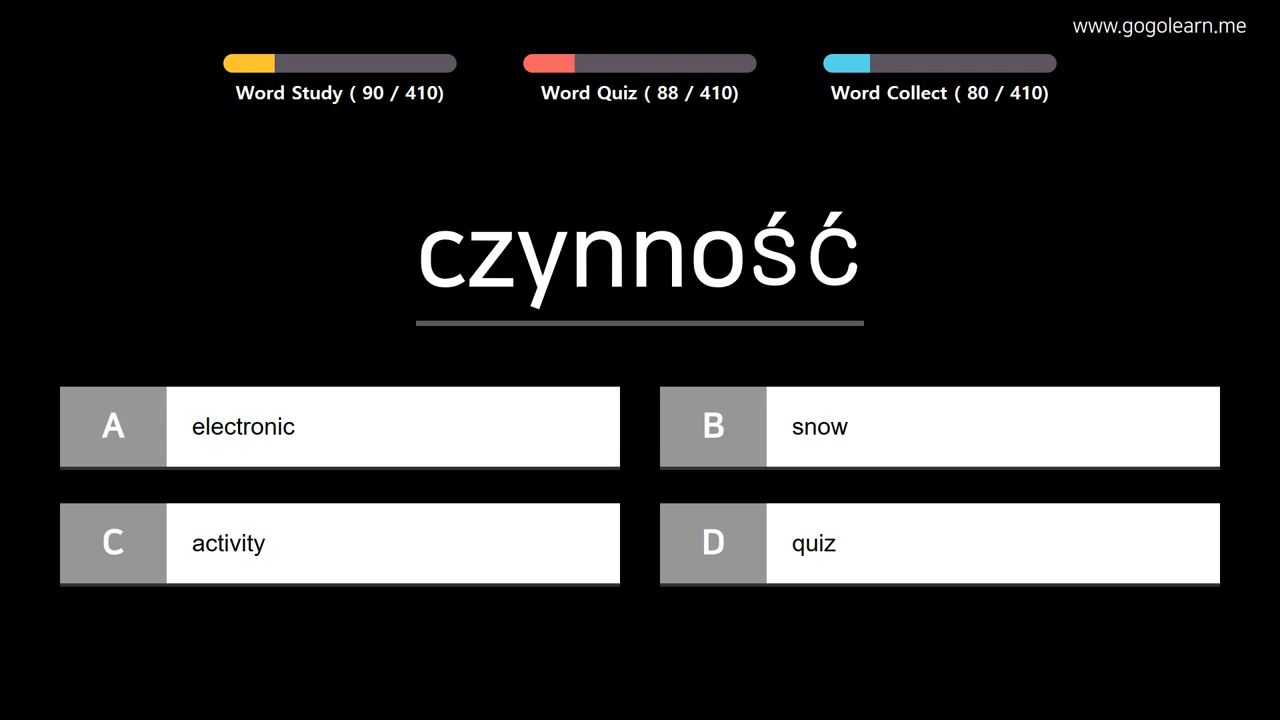 www.gogolearn.me
Word Study ( 90 / 410)
Word Quiz ( 88 / 410)
Word Collect ( 80 / 410)
czynność
A electronic
B snow
C activity
D quiz